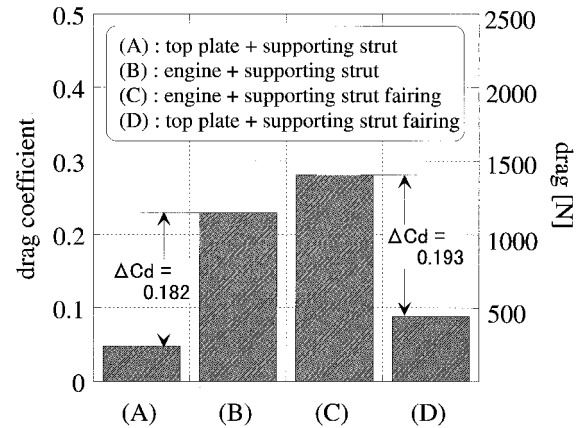 (A) : top plate + supporting strut
(B) : engine + supporting strut
(C) : engine + supporting strut fairing
(D) : top plate + supporting strut fairing
drag coefficient
0.5
0.4
0.3
0.2
0.1
0
ΔCd =
0.182
ΔCd =
0.193
2500
2000
1500
1000
500
drag [N]
(A)
(B)
(C)
(D)